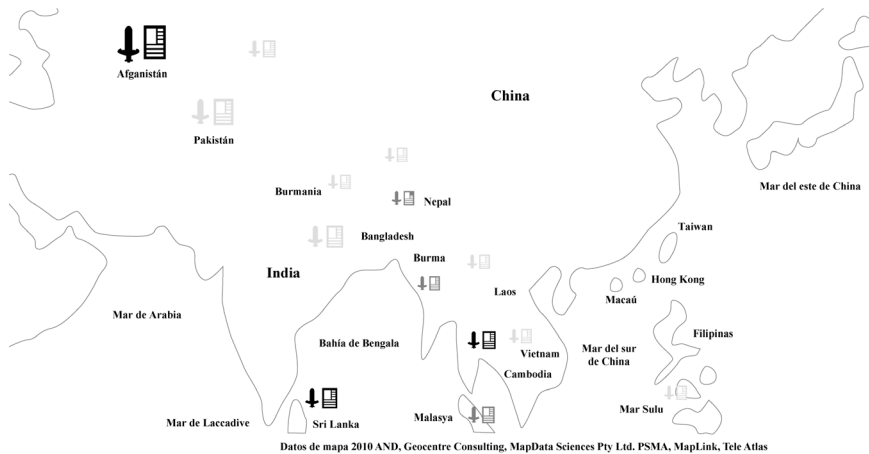 Afganistán
China
Pakistán
Mar del este de China
Burmania
Nepal
Taiwan
Bangladesh
Burma
India
Hong Kong
Laos
Macaú
Mar de Arabia
Filipinas
Bahía de Bengala
Mar del sur
de China
Vietnam
Cambodia
Mar Sulu
Malasya
Mar de Laccadive
Sri Lanka
Datos de mapa 2010 AND, Geocentre Consulting, MapData Sciences Pty Ltd. PSMA, MapLink, Tele Atlas